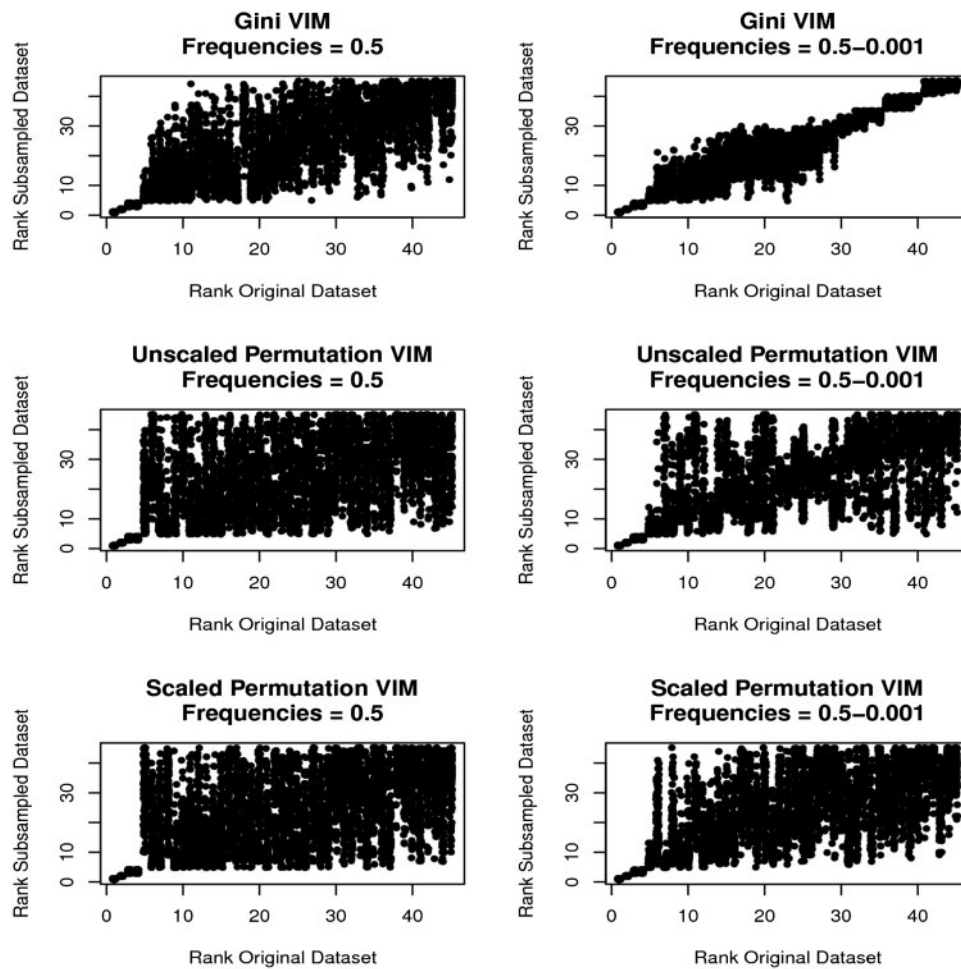 Gini VIM
Frequencies = 0.5
Rank Subsampled Dataset
0 10 30
0 10 20 30 40
Rank Original Dataset
Gini VIM
Frequencies = 0.5−0.001
Rank Subsampled Dataset
0 10 30
0 10 20 30 40
Rank Original Dataset
Unscaled Permutation VIM
Frequencies = 0.5
Rank Subsampled Dataset
0 10 30
0 10 20 30 40
Rank Original Dataset
Unscaled Permutation VIM
Frequencies = 0.5−0.001
Rank Subsampled Dataset
0 10 30
0 10 20 30 40
Rank Original Dataset
Scaled Permutation VIM
Frequencies = 0.5
Rank Subsampled Dataset
0 10 30
0 10 20 30 40
Rank Original Dataset
Scaled Permutation VIM
Frequencies = 0.5−0.001
Rank Subsampled Dataset
0 10 30
0 10 20 30 40
Rank Original Dataset